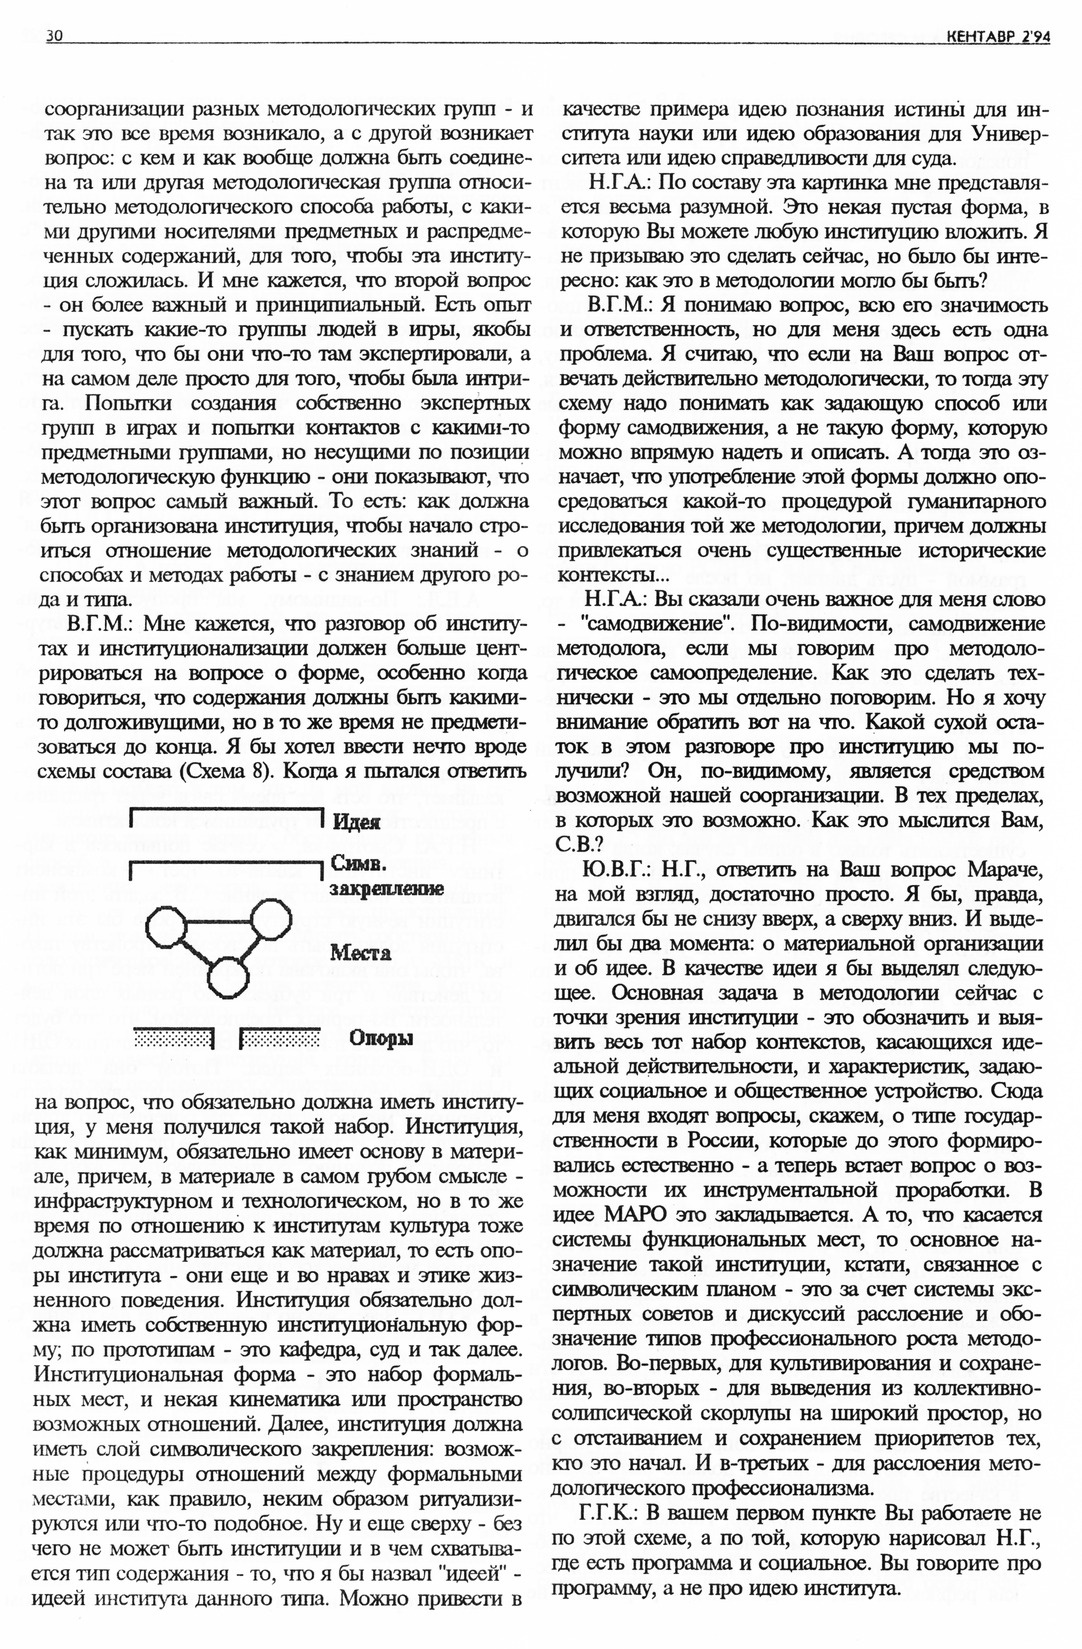 30
КЕНТАВР 2'94
соорганизации разных методологических групп - и
так это все время возникало, а с другой возникает
вопрос: с кем и как вообще должна быть соедине-
на та или другая методологическая группа относи-
тельно методологического способа работы, с каки-
ми другими носителями предметных и распредме-
ченных содержаний, для того, чтобы эта институ-
ция сложилась. И мне кажется, что второй вопрос
- он более важный и принципиальный. Есть опыт
- пускать какие-то группы людей в игры, якобы
для того, что бы они что-то там экспертировали, а
на самом деле просто для того, чтобы была интри-
га. Попытки создания собственно экспертных
групп в играх и попытки контактов с какими-то
предметными группами, но несущими по позиции
методологическую функцию - они показывают, что
этот вопрос самый важный. То есть: как должна
быть организована институция, чтобы начало стро-
иться отношение методологических знаний - о
способах и методах работы - с знанием другого ро-
да и типа.
В.Г.М.: Мне кажется, что разговор об институ-
тах и институционализации должен больше цент-
рироваться на вопросе о форме, особенно когда
говориться, что содержания должны быть какими-
то долгоживущими, но в то же время не предмети-
зоваться до конца. Я бы хотел ввести нечто вроде
схемы состава (Схема 8). Когда я пытался ответить
Идея
Симв.
закрепление
Места
Опоры
на вопрос, что обязательно должна иметь институ-
ция, у меня получился такой набор. Институция,
как минимум, обязательно имеет основу в матери-
але, причем, в материале в самом грубом смысле -
инфраструктурном и технологическом, но в то же
время по отношению к институтам культура тоже
должна рассматриваться как материал, то есть опо-
ры института - они еще и во нравах и этике жиз-
ненного поведения. Институция обязательно дол-
жна иметь собственную институциональную фор-
му; по прототипам - это кафедра, суд и так далее.
Институциональная форма - это набор формаль-
ных мест, и некая кинематика или пространство
возможных отношений. Далее, институция должна
иметь слой символического закрепления: возмож-
ные процедуры отношений между формальными
местами, как правило, неким образом ритуализи-
руются или что-то подобное. Ну и еще сверху - без
чего не может быть институции и в чем схватыва-
ется тип содержания - то, что я бы назвал "идеей" -
идеей института данного типа. Можно привести в
качестве примера идею познания истины для ин-
ститута науки или идею образования для Универ-
ситета или идею справедливости для суда.
Н.Г.А.: По составу эта картинка мне представля-
ется весьма разумной. Это некая пустая форма, в
которую Вы можете любую институцию вложить. Я
не призываю это сделать сейчас, но было бы инте-
ресно: как это в методологии могло бы быть?
В.Г.М.: Я понимаю вопрос, всю его значимость
и ответственность, но для меня здесь есть одна
проблема. Я считаю, что если на Ваш вопрос от-
вечать действительно методологически, то тогда эту
схему надо понимать как задающую способ или
форму самодвижения, а не такую форму, которую
можно впрямую надеть и описать. А тогда это оз-
начает, что употребление этой формы должно опо-
средоваться какой-то процедурой гуманитарного
исследования той же методологии, причем должны
привлекаться очень существенные исторические
контексты...
Н.Г.А.: Вы сказали очень важное для меня слово
- "самодвижение". По-видимости, самодвижение
методолога, если мы говорим про методоло-
гическое самоопределение. Как это сделать тех-
нически - это мы отдельно поговорим. Но я хочу
внимание обратить вот на что. Какой сухой оста-
ток в этом разговоре про институцию мы по-
лучили? Он, по-видимому, является средством
возможной нашей соорганизации. В тех пределах,
в которых это возможно. Как это мыслится Вам,
С.В.?
Ю.В.Г.: Н.Г., ответить на Ваш вопрос Мараче,
на мой взгляд, достаточно просто. Я бы, правда,
двигался бы не снизу вверх, а сверху вниз. И выде-
лил бы два момента: о материальной организации
и об идее. В качестве идеи я бы выделял следую-
щее. Основная задача в методологии сейчас с
точки зрения институции - это обозначить и выя-
вить весь тот набор контекстов, касающихся иде-
альной действительности, и характеристик, задаю-
щих социальное и общественное устройство. Сюда
для меня входят вопросы, скажем, о типе государ-
ственности в России, которые до этого формиро-
вались естественно - а теперь встает вопрос о воз-
можности их инструментальной проработки. В
идее МАРО это закладывается. А то, что касается
системы функциональных мест, то основное на-
значение такой институции, кстати, связанное с
символическим планом - это за счет системы экс-
пертных советов и дискуссий расслоение и обо-
значение типов профессионального роста методо-
логов. Во-первых, для культивирования и сохране-
ния, во-вторых - для выведения из коллективно-
солипсической скорлупы на широкий простор, но
с отстаиванием и сохранением приоритетов тех,
кто это начал. И в-третьих - для расслоения мето-
дологического профессионализма.
Г.Г.К.: В вашем первом пункте Вы работаете не
по этой схеме, а по той, которую нарисовал Н.Г.,
где есть программа и социальное. Вы говорите про
программу, а не про идею института.